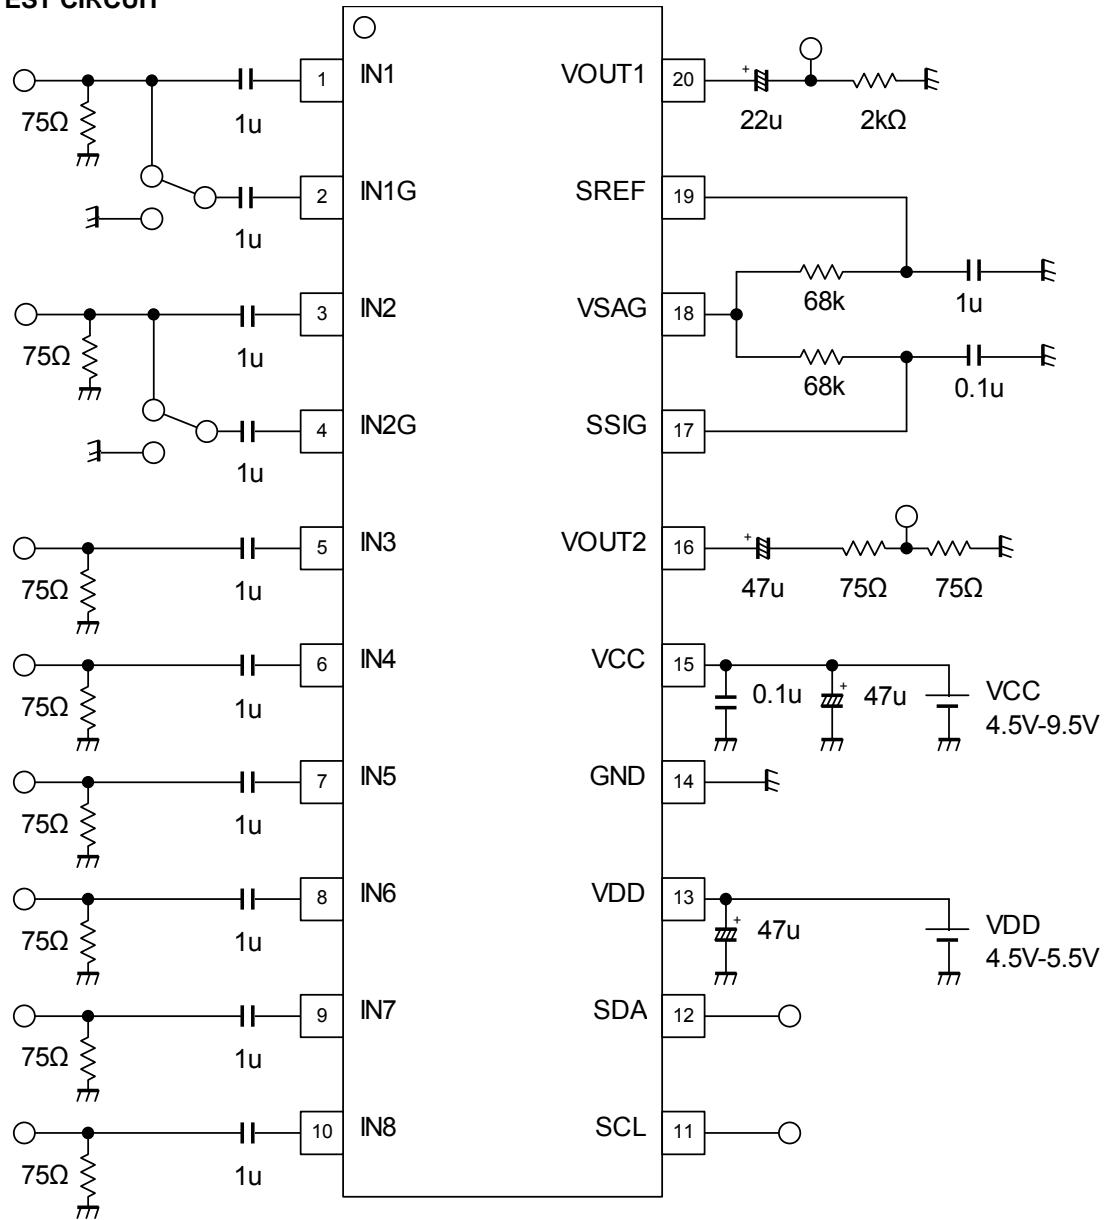 EST CIRCUIT
1 IN1 VOUT1 20
75Ω 1u 22u 2kΩ
2 IN1G SREF 19
1u
68k 1u
3 IN2 VSAG 18
75Ω 1u
68k 0.1u
4 IN2G SSIG 17
1u
5 IN3 VOUT2 16
75Ω 1u 47u 75Ω 75Ω
6 IN4 VCC 15
75Ω 1u 0.1u 47u VCC
4.5V-9.5V
7 IN5 GND 14
75Ω 1u
8 IN6 VDD 13
75Ω 1u 47u VDD
4.5V-5.5V
9 IN7 SDA 12
75Ω 1u
10 IN8 SCL 11
75Ω 1u